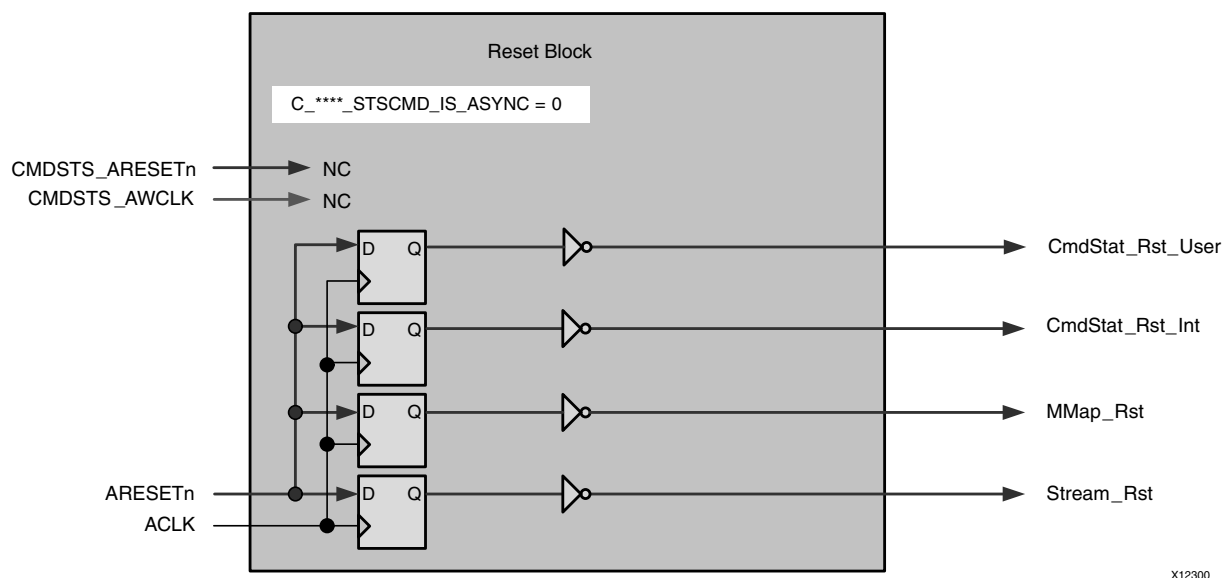 Reset Block
C_****_STSCMD_IS_ASYNC = 0
CMDSTS_ARESETn
NC
CMDSTS_AWCLK
NC
D Q
CmdStat_Rst_User
D Q
CmdStat_Rst_Int
D Q
MMap_Rst
ARESETn
D Q
Stream_Rst
ACLK
X12300